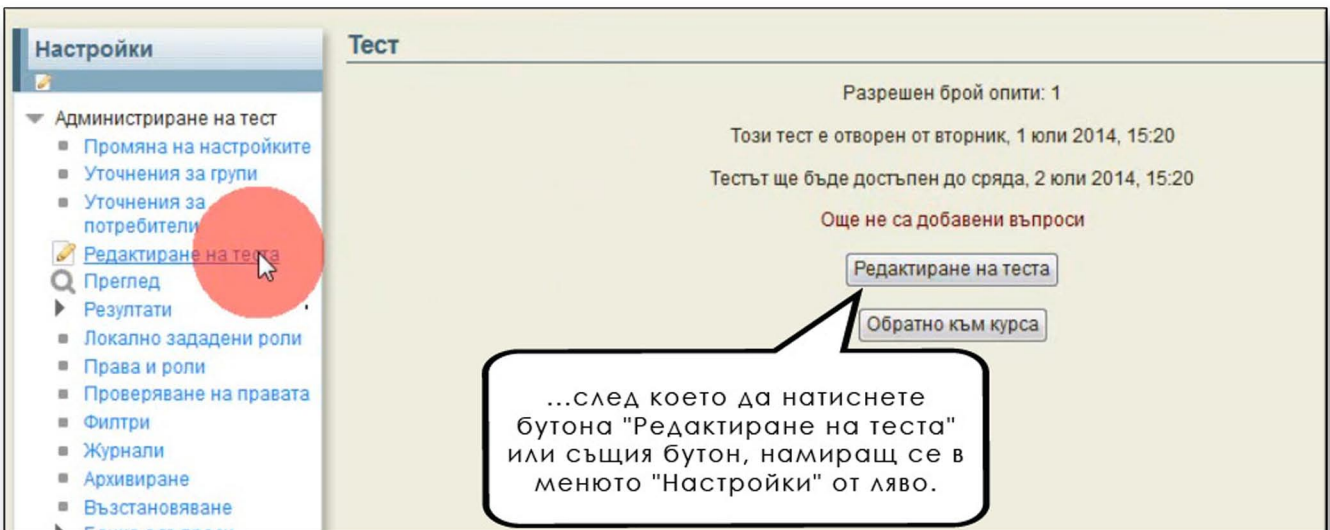 Настройки
Администриране на тест
Промяна на настройките
Уточнения за групи
Уточнения за
потребители
Редактиране на теста
Преглед
Резултати
Локално зададени роли
Права и роли
Проверяване на правата
Филтри
Журнали
Архивиране
Възстановяване
Тест
Разрешен брой опити: 1
Този тест е отворен от вторник, 1 юли 2014, 15:20
Тестът ще бъде достъпен до сряда, 2 юли 2014, 15:20
Още не са добавени въпроси
Редактиране на теста
Обратно към курса
...след което да натиснете
бутона "Редактиране на теста"
или същия бутон, намиращ се в
менюто "Настройки" от ляво.